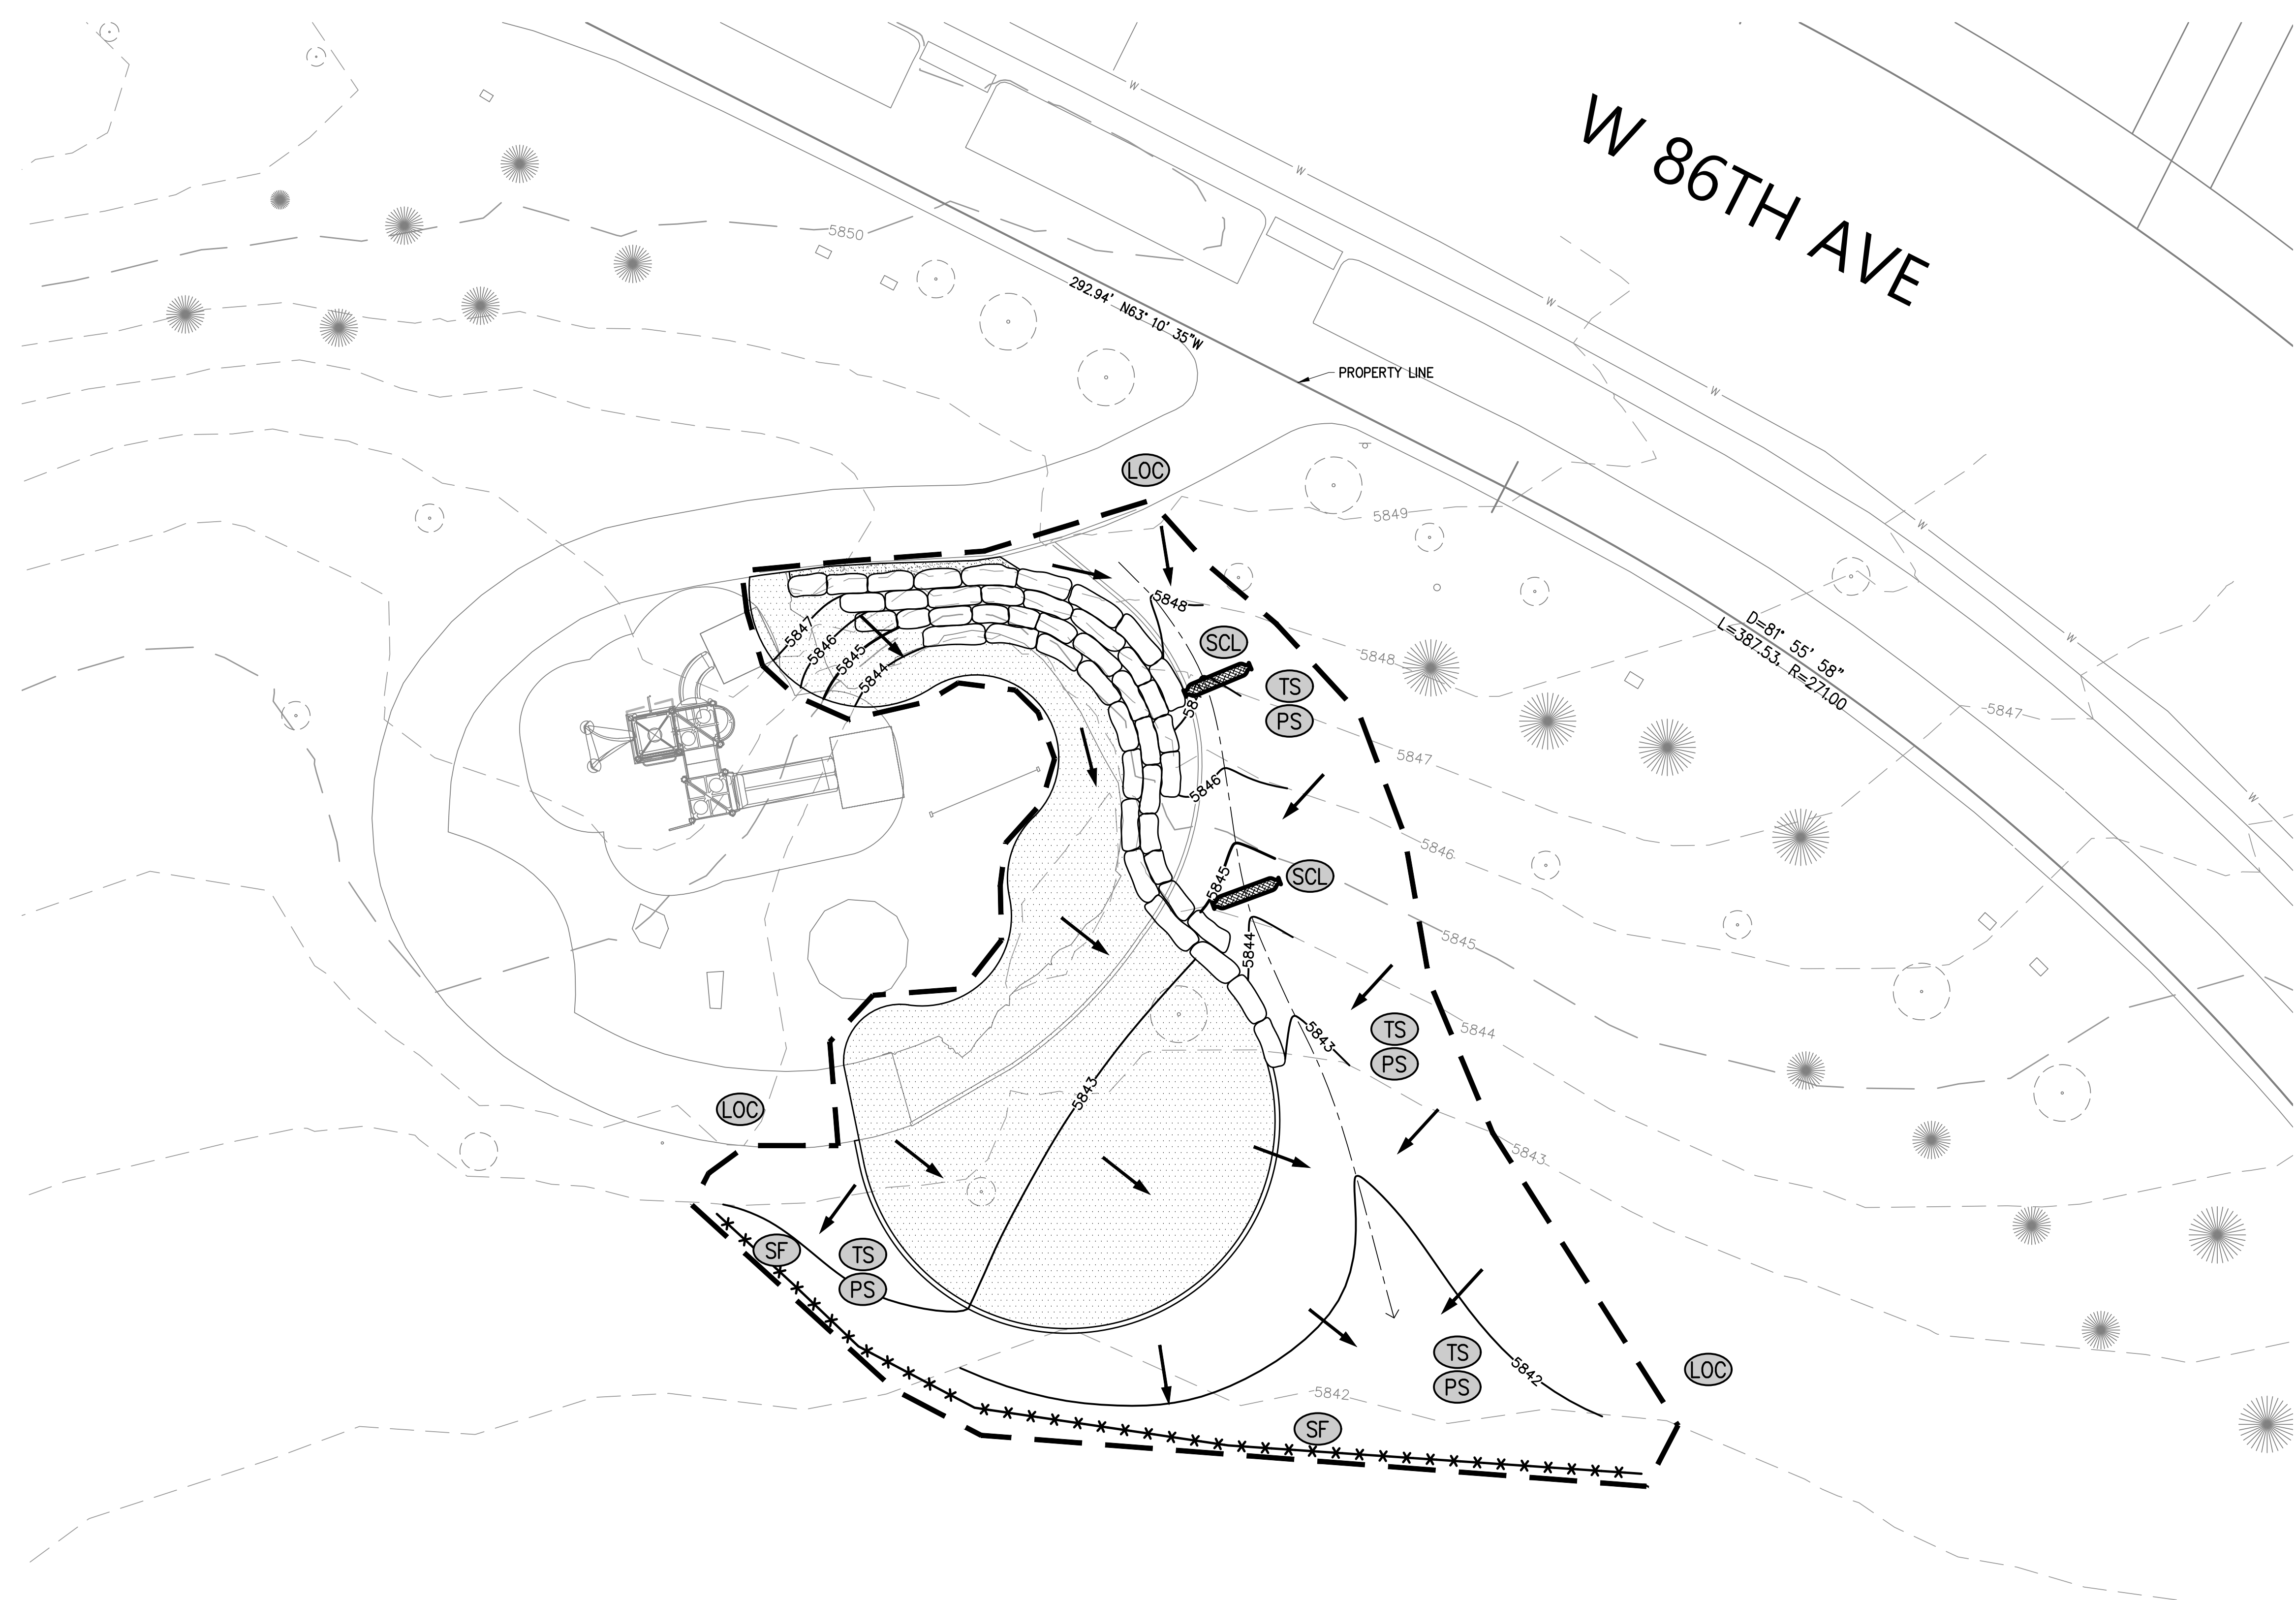 W
W 86TH AVE
W
5850
292.94' N63° 10' 35"W
W
PROPERTY LINE
W
LOC
5849
W
5848
D=81° 55' 58"
L=387.53, R=271.00
5847
5846
5845
5844
SCL
5848
W
TS
PS
5847
5847
5846
W
5846
SCL
5845
5845
5844
5843
TS
PS
5844
5843
LOC
5843
SF
TS
PS
TS
PS
5842
LOC
5842
SF